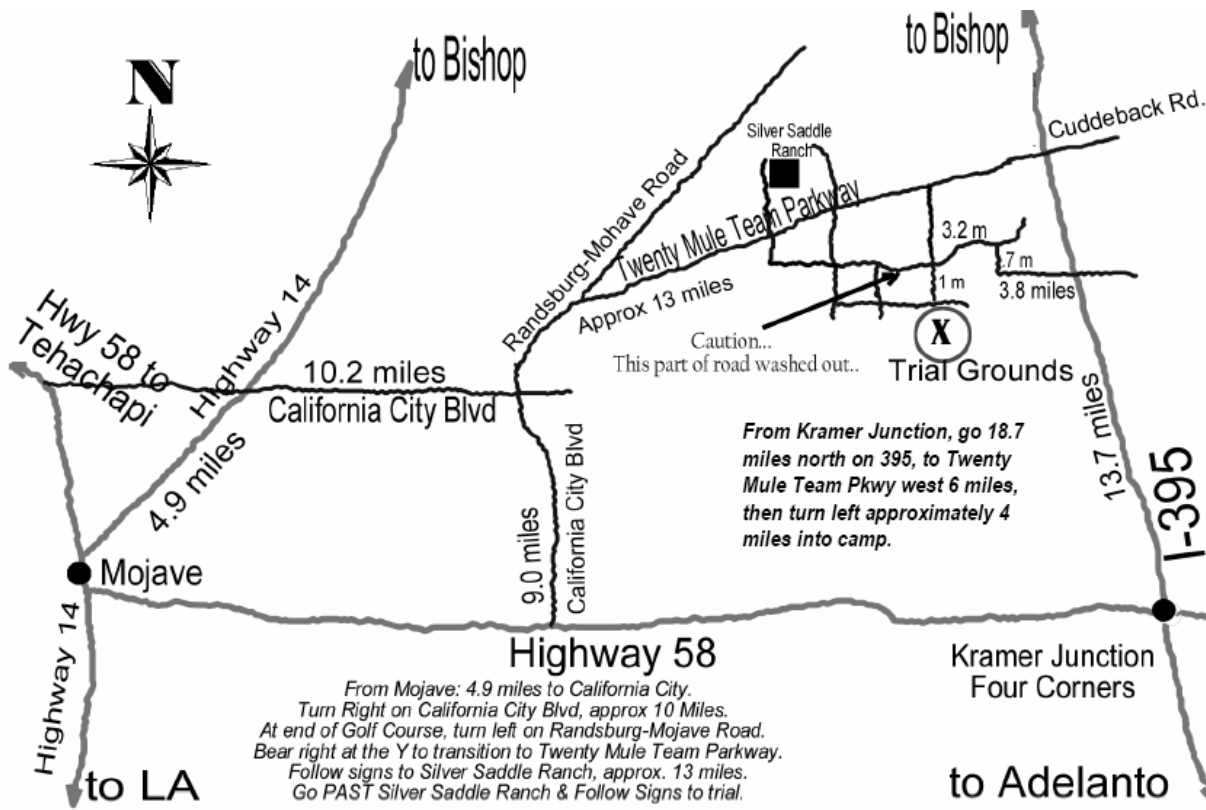 N
to Bishop
to Bishop
Cuddeback Rd.
Silver Saddle
Ranch
Randsburg-Mohave Road
Twenty Mule Team Parkway
Approx 13 miles
3.2 m
.7 m
1 m
3.8 miles
X
Trial Grounds
Caution...
This part of road washed out..
Hwy 58 to
Tehachapi
Highway 14
10.2 miles
California City Blvd
4.9 miles
From Kramer Junction, go 18.7
miles north on 395, to Twenty
Mule Team Pkwy west 6 miles,
then turn left approximately 4
miles into camp.
13.7 miles
I-395
Mojave
9.0 miles
California City Blvd
Highway 14
Highway 58
Kramer Junction
Four Corners
From Mojave: 4.9 miles to California City.
Turn Right on California City Blvd, approx 10 Miles.
At end of Golf Course, turn left on Randsburg-Mojave Road.
Bear right at the Y to transition to Twenty Mule Team Parkway.
Follow signs to Silver Saddle Ranch, approx. 13 miles.
Go PAST Silver Saddle Ranch & Follow Signs to trial.
to LA
to Adelanto